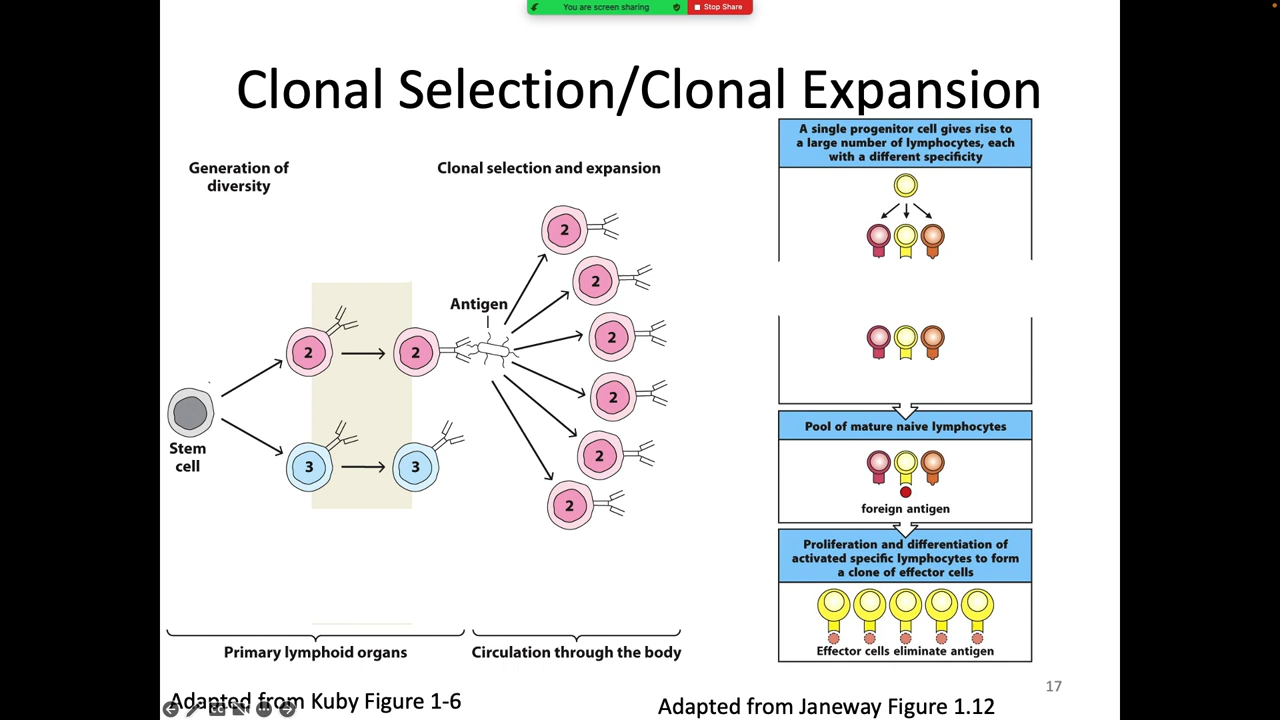 You are screen sharing
Stop Share
Clonal Selection/Clonal Expansion
Generation of
diversity
Clonal selection and expansion
2
2
Antigen
2
2
2
2
Stem
cell
3
3
2
2
Primary lymphoid organs
Circulation through the body
Adapted from Kuby Figure 1-6
CC
A single progenitor cell gives rise to
a large number of lymphocytes, each
with a different specificity
Pool of mature naive lymphocytes
foreign antigen
Proliferation and differentiation of
activated specific lymphocytes to form
a clone of effector cells
Effector cells eliminate antigen
17
Adapted from Janeway Figure 1.12